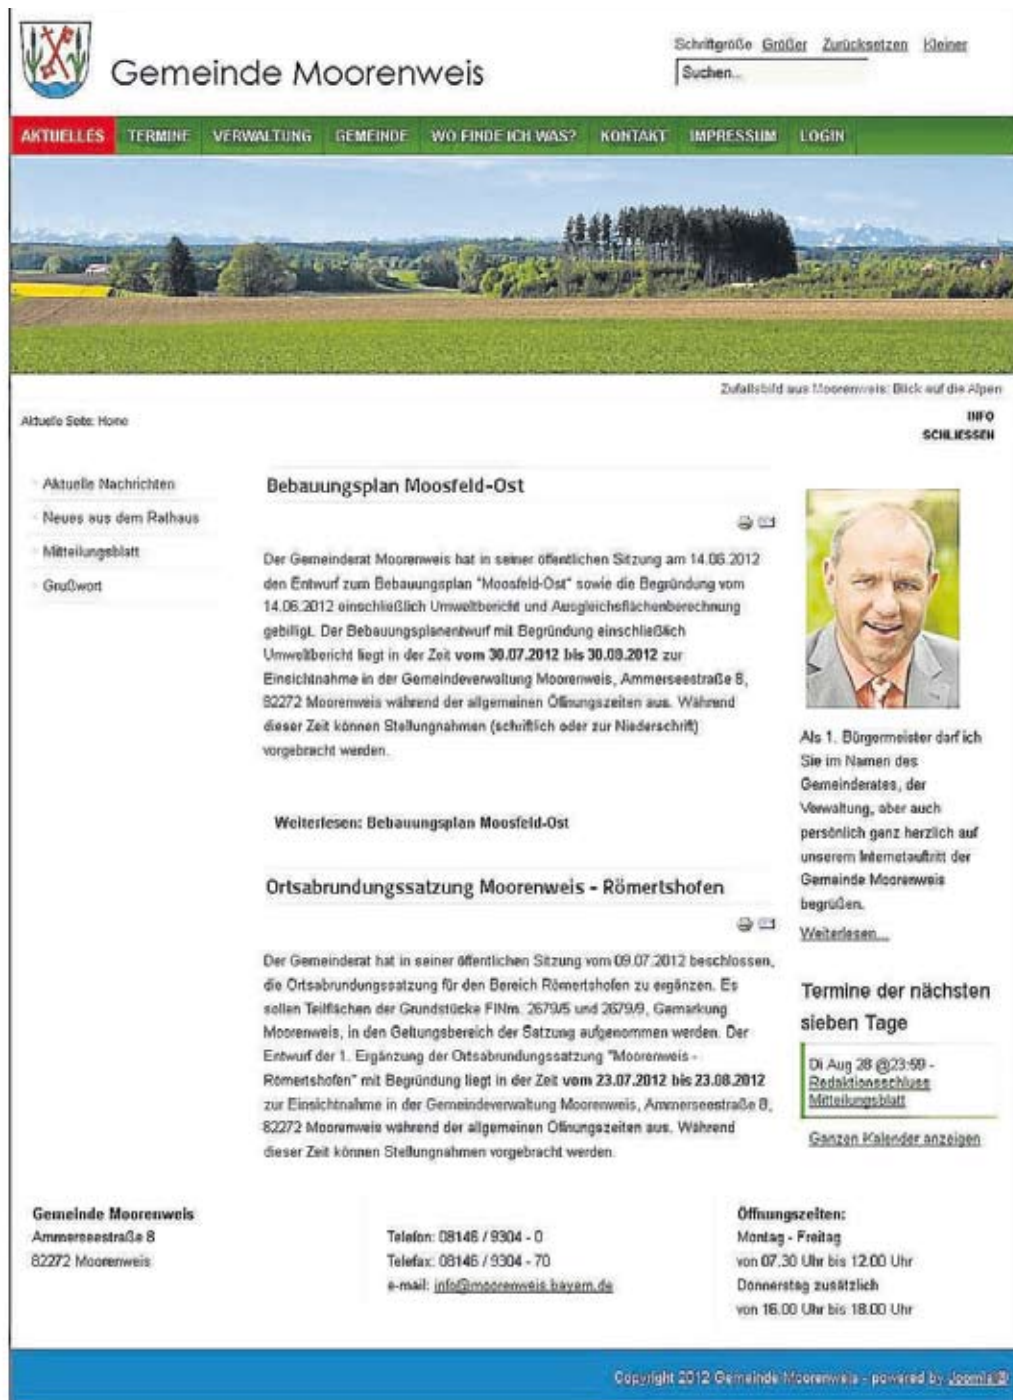 Gemeinde Moorenweis
Schriftgröße Größer Zurücksetzen Kleiner
Suchen...
AKTUELLES TERMINE VERWALTUNG GEMEINDE WO FINDE ICH WAS? KONTAKT IMPRESSUM LOGIN
Zufallsbild aus Moorenweis: Blick auf die Alpen
Aktuelle Seite: Home
INFO
SCHLIESSEN
Aktuelle Nachrichten
Neues aus dem Rathaus
Mitteilungsblatt
Grußwort
Bebauungsplan Moosfeld-Ost
Der Gemeinderat Moorenweis hat in seiner öffentlichen Sitzung am 14.06.2012
den Entwurf zum Bebauungsplan "Moosfeld-Ost" sowie die Begründung vom
14.06.2012 einschließlich Umweltbericht und Ausgleichsflächenberechnung
gebilligt. Der Bebauungsplanentwurf mit Begründung einschließlich
Umweltbericht liegt in der Zeit vom 30.07.2012 bis 30.08.2012 zur
Einsichtnahme in der Gemeindeverwaltung Moorenweis, Ammerseestraße 8,
82272 Moorenweis während der allgemeinen Öffnungszeiten aus. Während
dieser Zeit können Stellungnahmen (schriftlich oder zur Niederschrift)
vorgebracht werden.
Weiterlesen: Bebauungsplan Moosfeld-Ost
Ortsabrundungssatzung Moorenweis - Römertshofen
Der Gemeinderat hat in seiner öffentlichen Sitzung vom 09.07.2012 beschlossen,
die Ortsabrundungssatzung für den Bereich Römertshofen zu ergänzen. Es
sollen Teilflächen der Grundstücke FlNrn. 2679/5 und 2679/9, Gemarkung
Moorenweis, in den Geltungsbereich der Satzung aufgenommen werden. Der
Entwurf der 1. Ergänzung der Ortsabrundungssatzung "Moorenweis -
Römertshofen" mit Begründung liegt in der Zeit vom 23.07.2012 bis 23.08.2012
zur Einsichtnahme in der Gemeindeverwaltung Moorenweis, Ammerseestraße 8,
82272 Moorenweis während der allgemeinen Öffnungszeiten aus. Während
dieser Zeit können Stellungnahmen vorgebracht werden.
Als 1. Bürgermeister darf ich
Sie im Namen des
Gemeinderates, der
Verwaltung, aber auch
persönlich ganz herzlich auf
unserem Internetauftritt der
Gemeinde Moorenweis
begrüßen.
Weiterlesen...
Termine der nächsten
sieben Tage
Di Aug 28 @23:59 -
Redaktionsschluss
Mitteilungsblatt
Ganzen Kalender anzeigen
Gemeinde Moorenweis
Ammerseestraße 8
82272 Moorenweis
Telefon: 08146 / 9304 - 0
Telefax: 08146 / 9304 - 70
e-mail: info@moorenweis.bayern.de
Öffnungszeiten:
Montag - Freitag
von 07.30 Uhr bis 12.00 Uhr
Donnerstag zusätzlich
von 16.00 Uhr bis 18.00 Uhr
Copyright 2012 Gemeinde Moorenweis - powered by Joomla!®